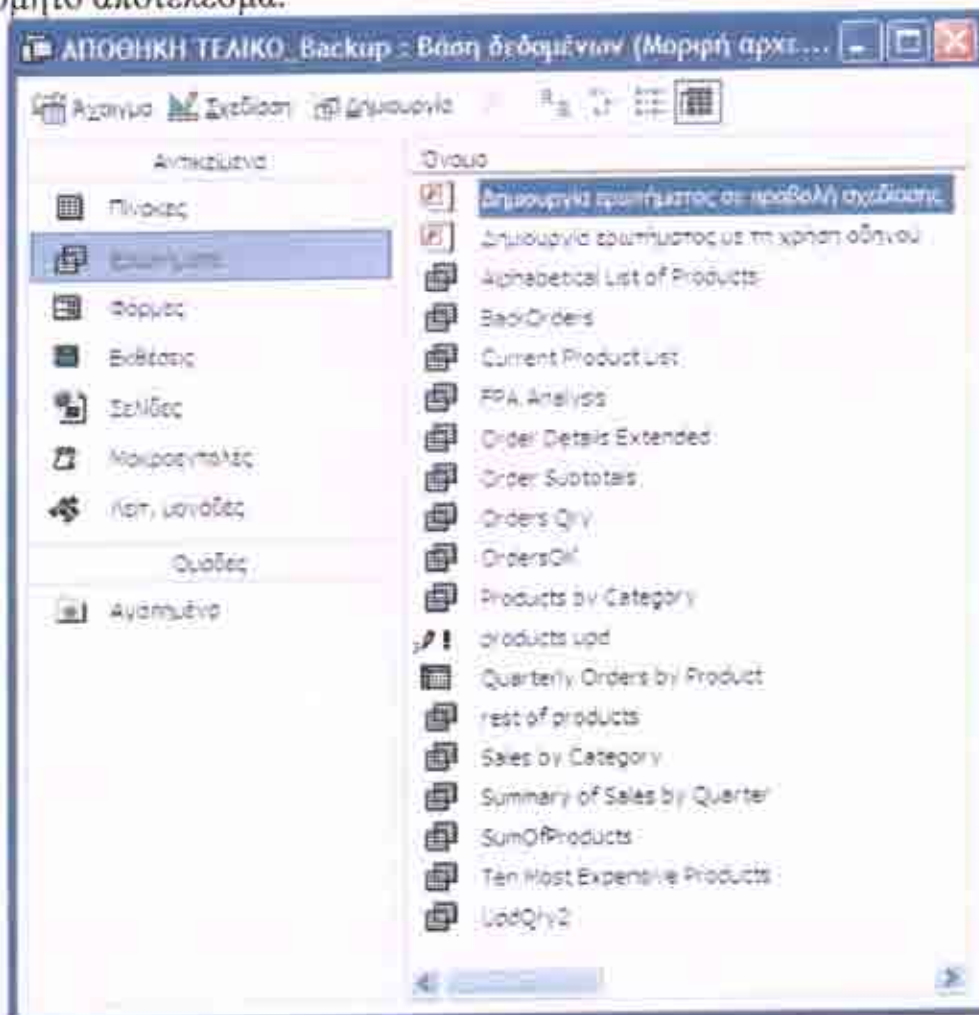 αποτέλεσμα.
ΑΠΟΘΗΚΗ ΤΕΛΙΚΟ_Backup : Βάση δεδομένων (Μορφή αρχε...
Άνοιγμα Σχεδίαση Δημιουργία
Αντικείμενα
Πίνακες
Ερωτήματα
Φόρμες
Εκθέσεις
Σελίδες
Μακροεντολές
Λειτ. μονάδες
Ομάδες
Αγαπημένα
Όνομα
Δημιουργία ερωτήματος σε προβολή σχεδίασης
Δημιουργία ερωτήματος με τη χρήση οδηγού
Alphabetical List of Products
BackOrders
Current Product List
FPA Analysis
Order Details Extended
Order Subtotals
Orders Qry
OrdersOK
Products by Category
products upd
Quarterly Orders by Product
rest of products
Sales by Category
Summary of Sales by Quarter
SumOfProducts
Ten Most Expensive Products
UpdQry2